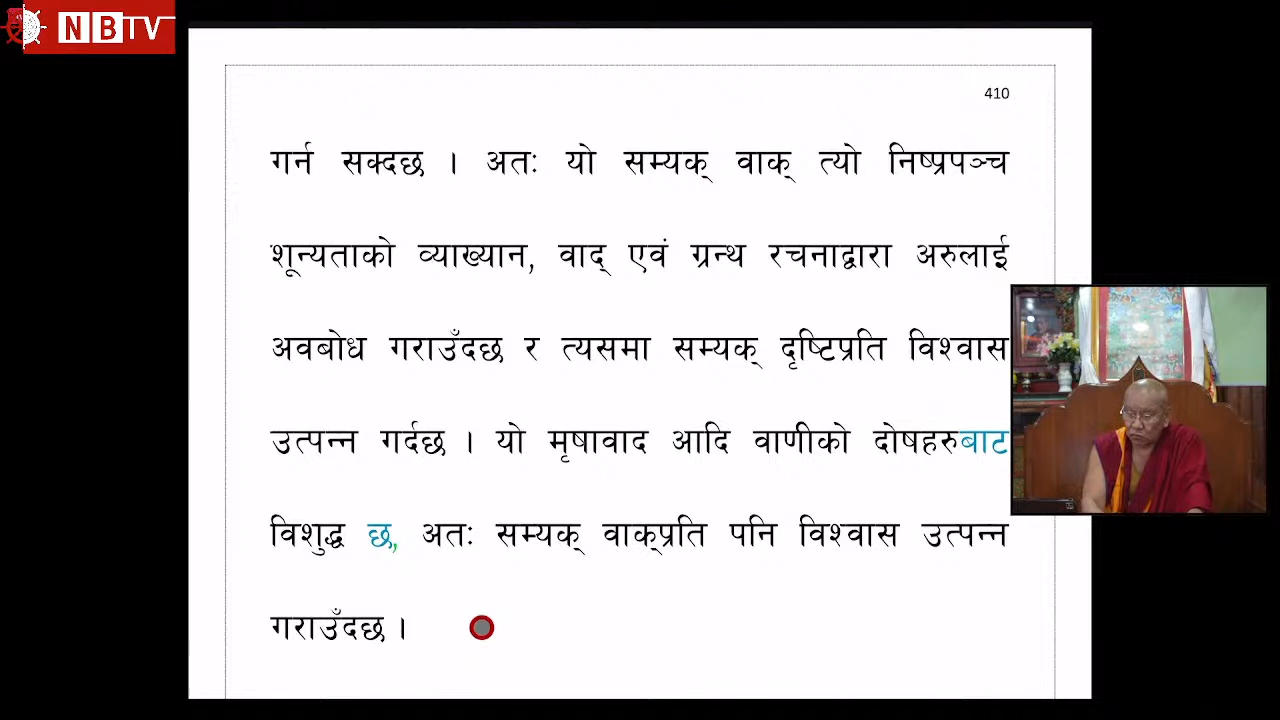 NBTV
410
गर्न सक्दछ । अतः यो सम्यक् वाक् त्यो निष्प्रपञ्च
शून्यताको व्याख्यान, वाद् एवं ग्रन्थ रचनाद्वारा अरुलाई
अवबोध गराउँदछ र त्यसमा सम्यक् दृष्टिप्रति विश्वास
उत्पन्न गर्दछ । यो मृषावाद आदि वाणीको दोषहरुबाट
विशुद्ध छ, अतः सम्यक् वाक्प्रति पनि विश्वास उत्पन्न
गराउँदछ ।